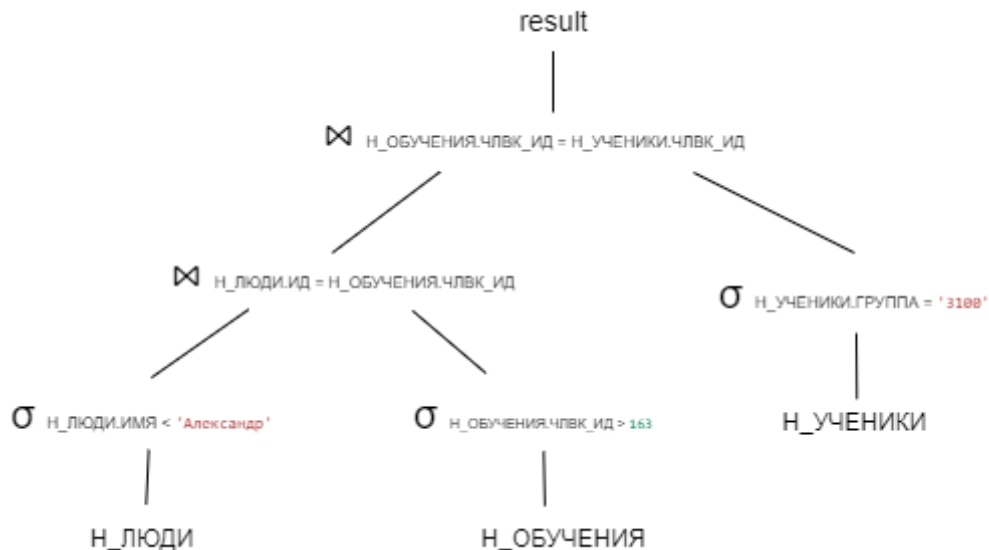 result
⋈ Н_ОБУЧЕНИЯ.ЧЛВК_ИД = Н_УЧЕНИКИ.ЧЛВК_ИД
⋈ Н_ЛЮДИ.ИД = Н_ОБУЧЕНИЯ.ЧЛВК_ИД
σ Н_УЧЕНИКИ.ГРУППА = '3100'
σ Н_ЛЮДИ.ИМЯ < 'Александр'
σ Н_ОБУЧЕНИЯ.ЧЛВК_ИД > 163
Н_УЧЕНИКИ
Н_ЛЮДИ
Н_ОБУЧЕНИЯ